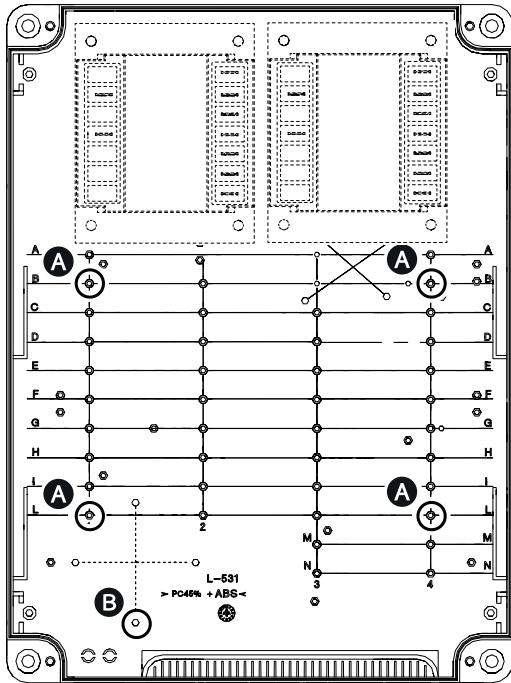 A A
A A
B B
C C
D D
E E
F F
G G
H H
I I
A A
L L
2
M M
N N
3 4
L-531
> PC45% + ABS <
B